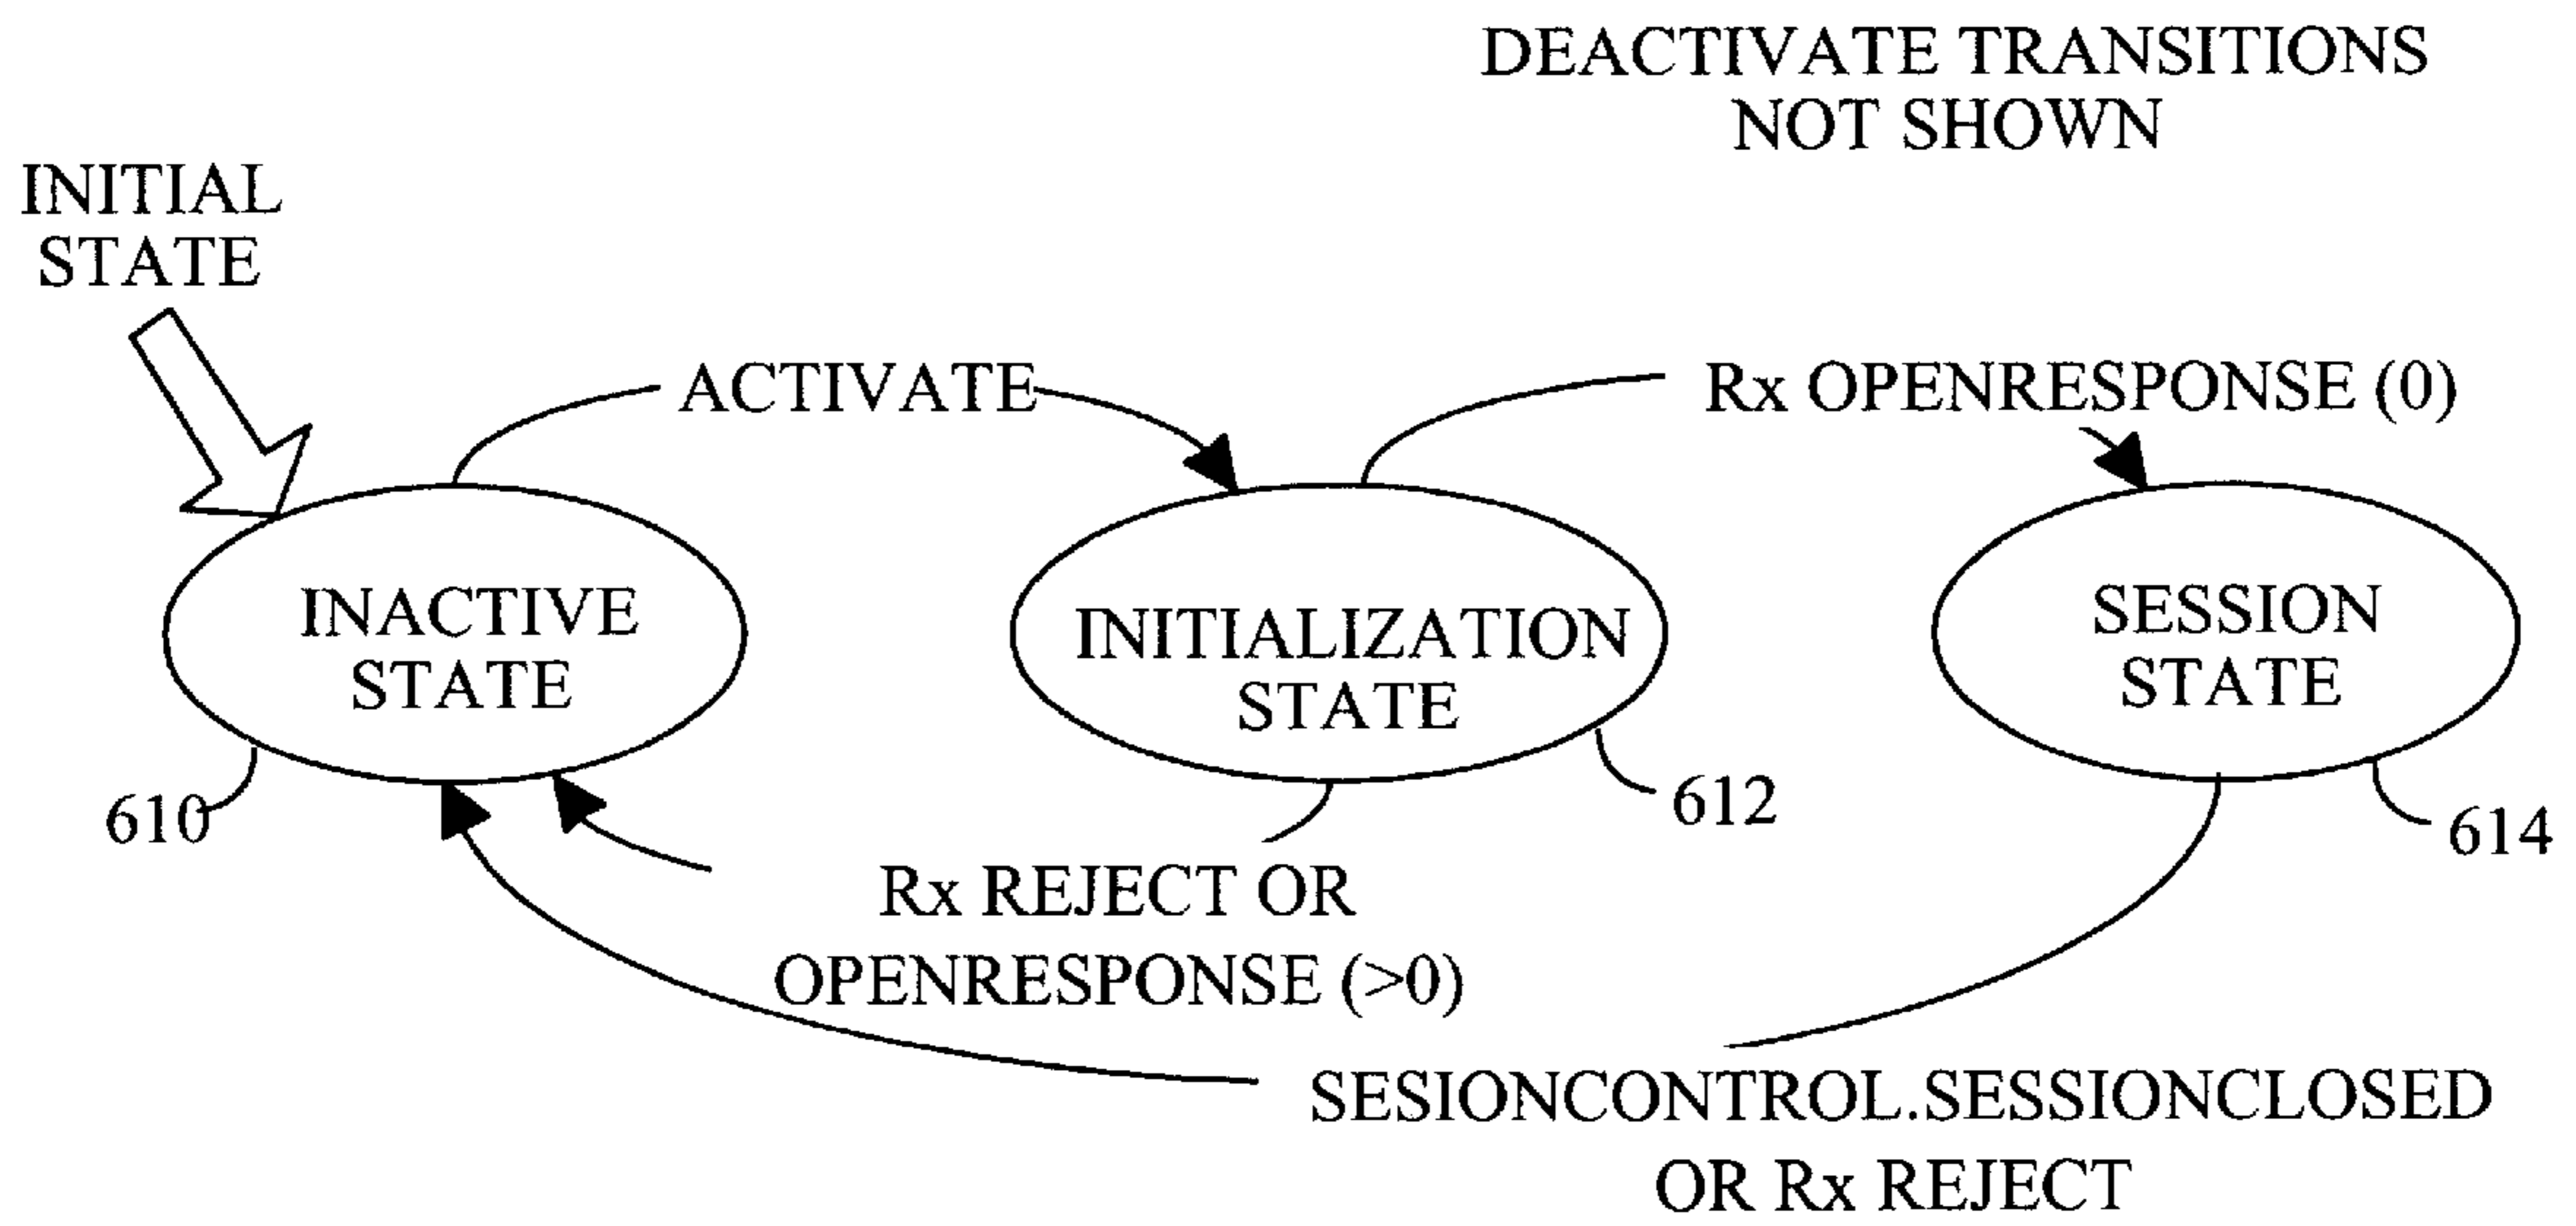 DEACTIVATE TRANSITIONS
NOT SHOWN
INITIAL
STATE
ACTIVATE
Rx OPENRESPONSE (0)
INACTIVE
STATE
INITIALIZATION
STATE
SESSION
STATE
610
612
614
Rx REJECT OR
OPENRESPONSE (>0)
SESIONCONTROL.SESSIONCLOSED
OR Rx REJECT